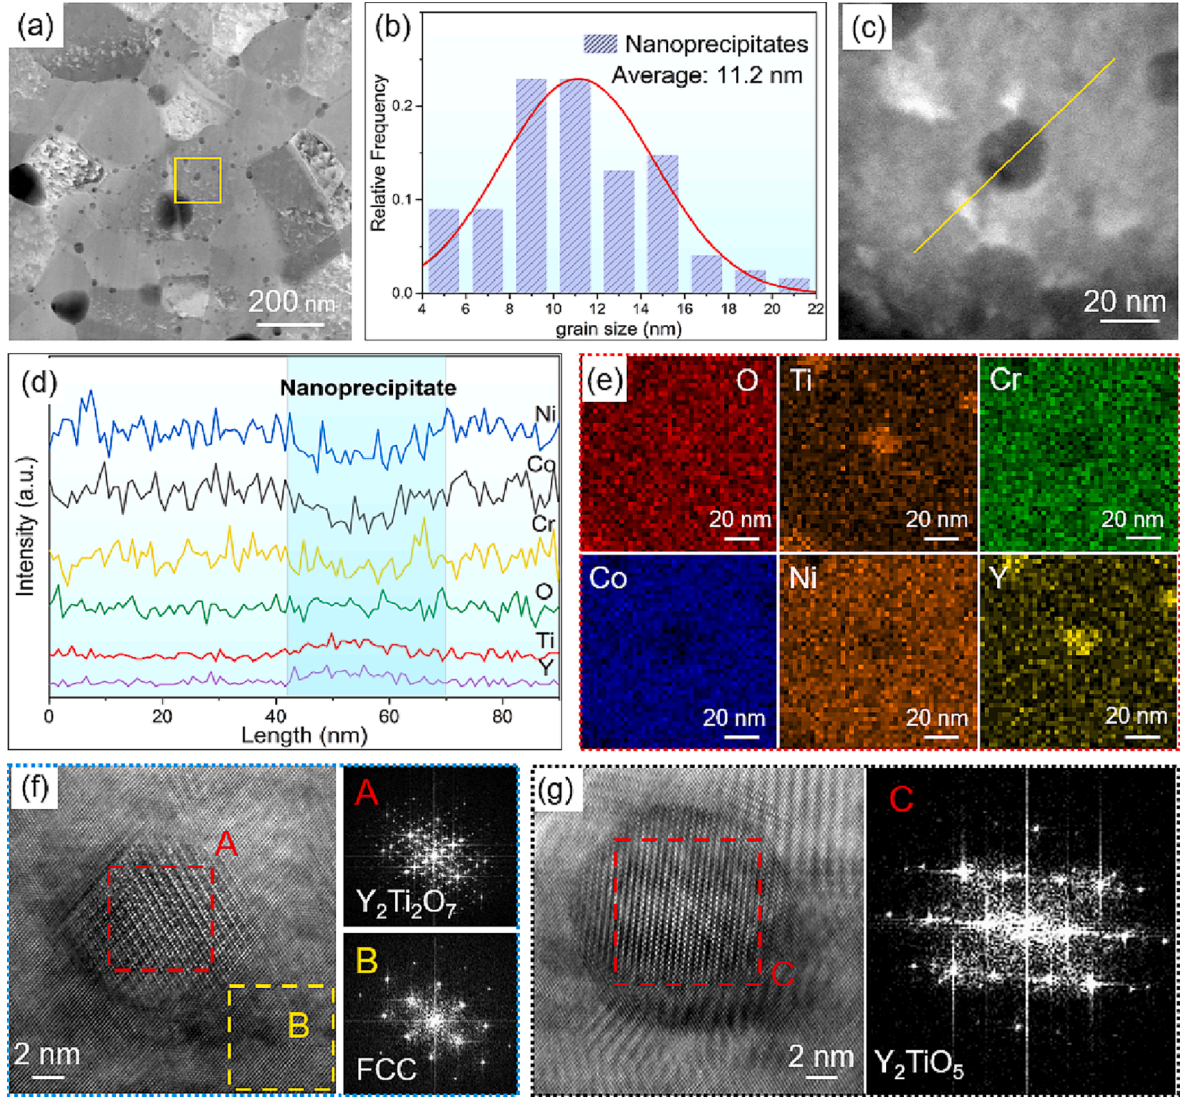 (a)
200 nm
(b)
Nanoprecipitates
Average: 11.2 nm
Relative Frequency
0.2
0.1
0.0
4 6 8 10 12 14 16 18 20 22
grain size (nm)
(c)
20 nm
(d)
Nanoprecipitate
Ni
Co
Cr
O
Ti
Y
Intensity (a.u.)
0 20 40 60 80
Length (nm)
(e)
O
20 nm
Ti
20 nm
Cr
20 nm
Co
20 nm
Ni
20 nm
Y
20 nm
(f)
A
B
2 nm
A
Y₂Ti₂O₇
B
FCC
(g)
C
2 nm
C
Y₂TiO₅